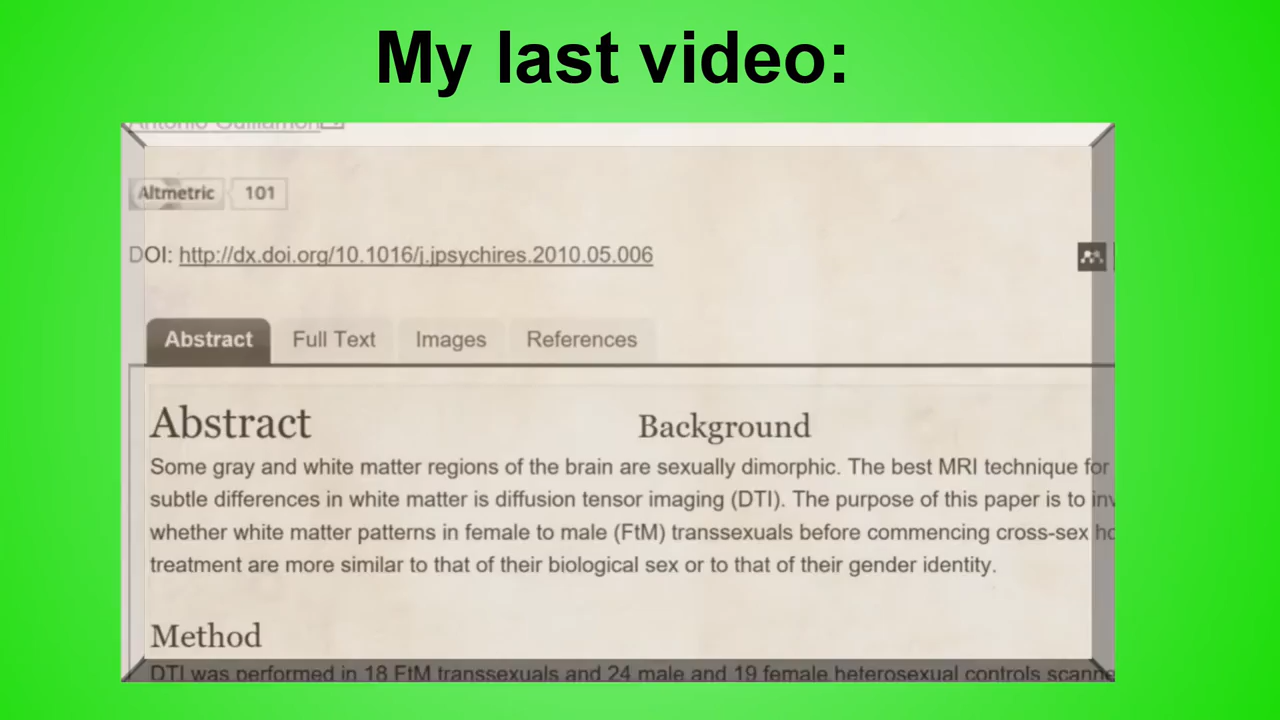 My last video:
Antonio Guillamon
Altmetric 101
DOI: http://dx.doi.org/10.1016/j.jpsychires.2010.05.006
Abstract Full Text Images References
Abstract Background
Some gray and white matter regions of the brain are sexually dimorphic. The best MRI technique for
subtle differences in white matter is diffusion tensor imaging (DTI). The purpose of this paper is to
whether white matter patterns in female to male (FtM) transsexuals before commencing cross-sex
treatment are more similar to that of their biological sex or to that of their gender identity.
Method
DTI was performed in 18 FtM transsexuals and 24 male and 19 female heterosexual controls